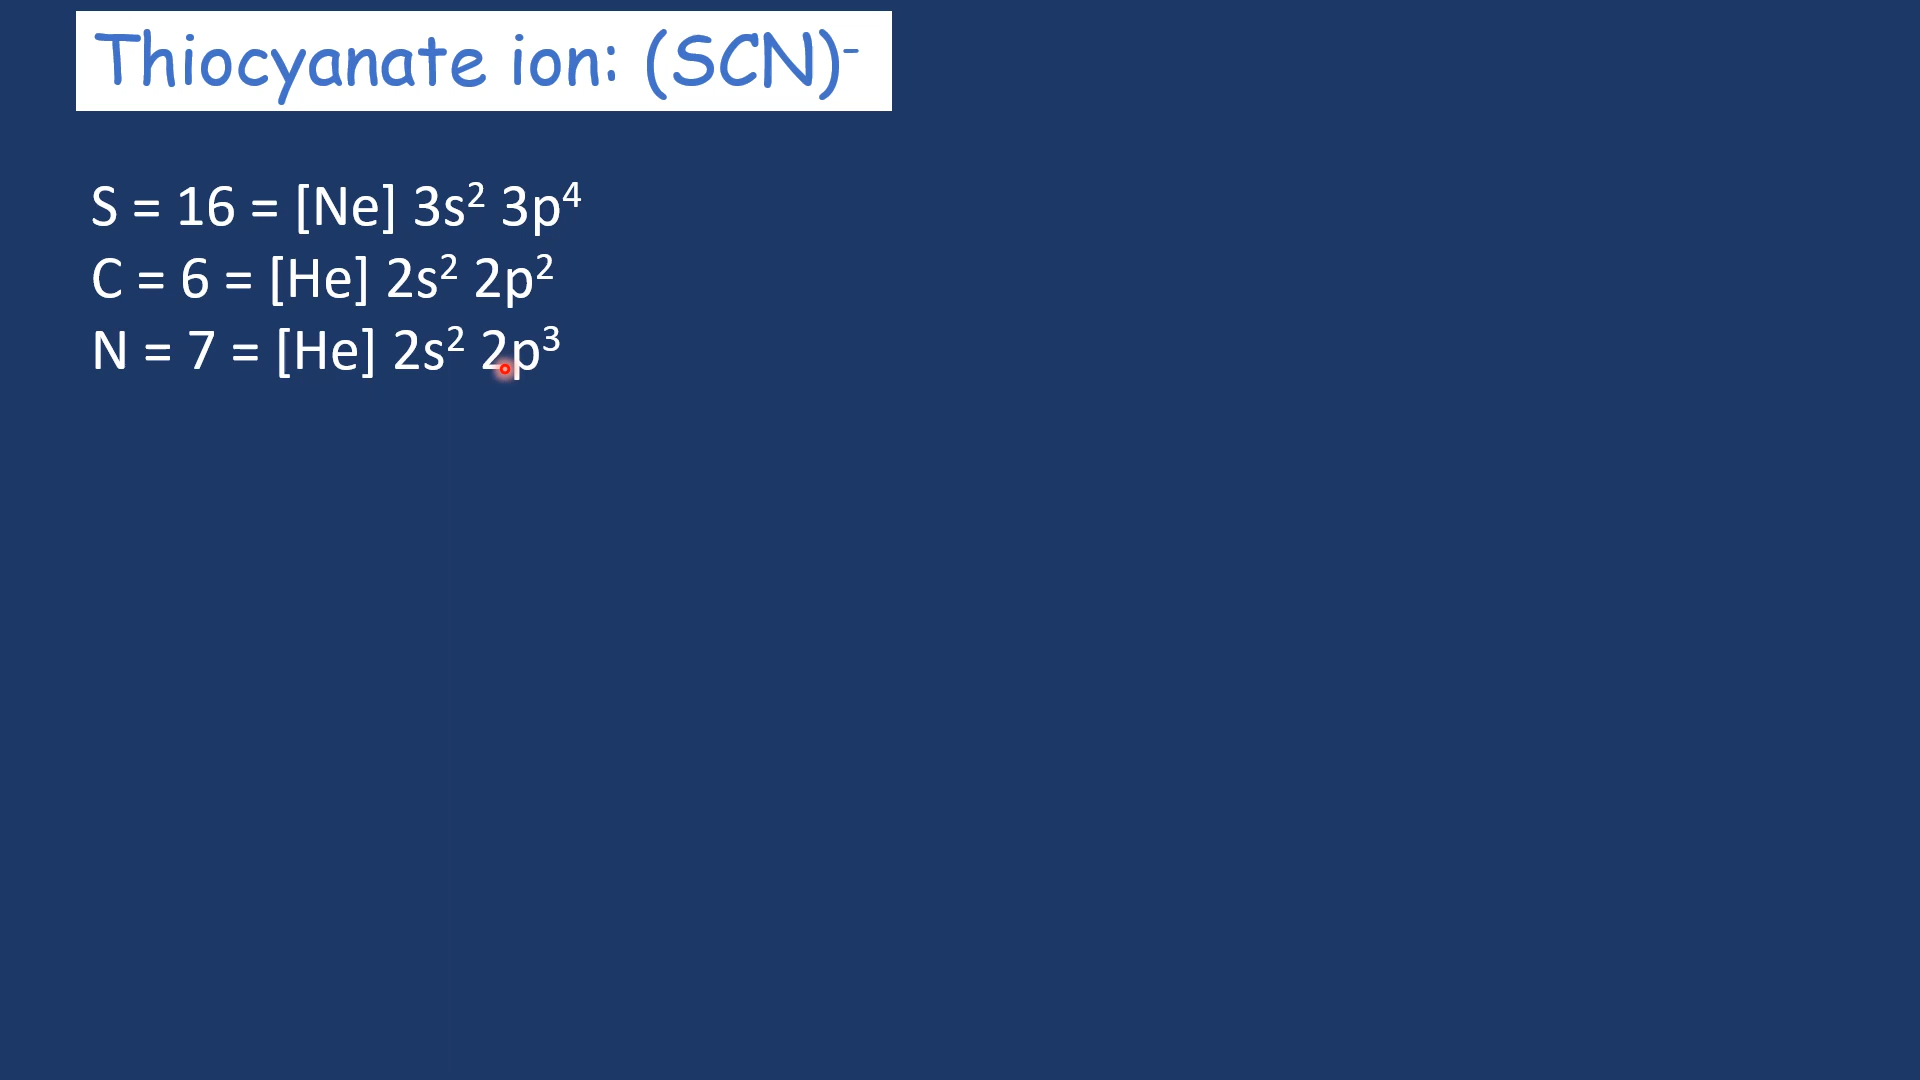 Thiocyanate ion: (SCN)⁻
S = 16 = [Ne] 3s² 3p⁴
C = 6 = [He] 2s² 2p²
N = 7 = [He] 2s² 2p³